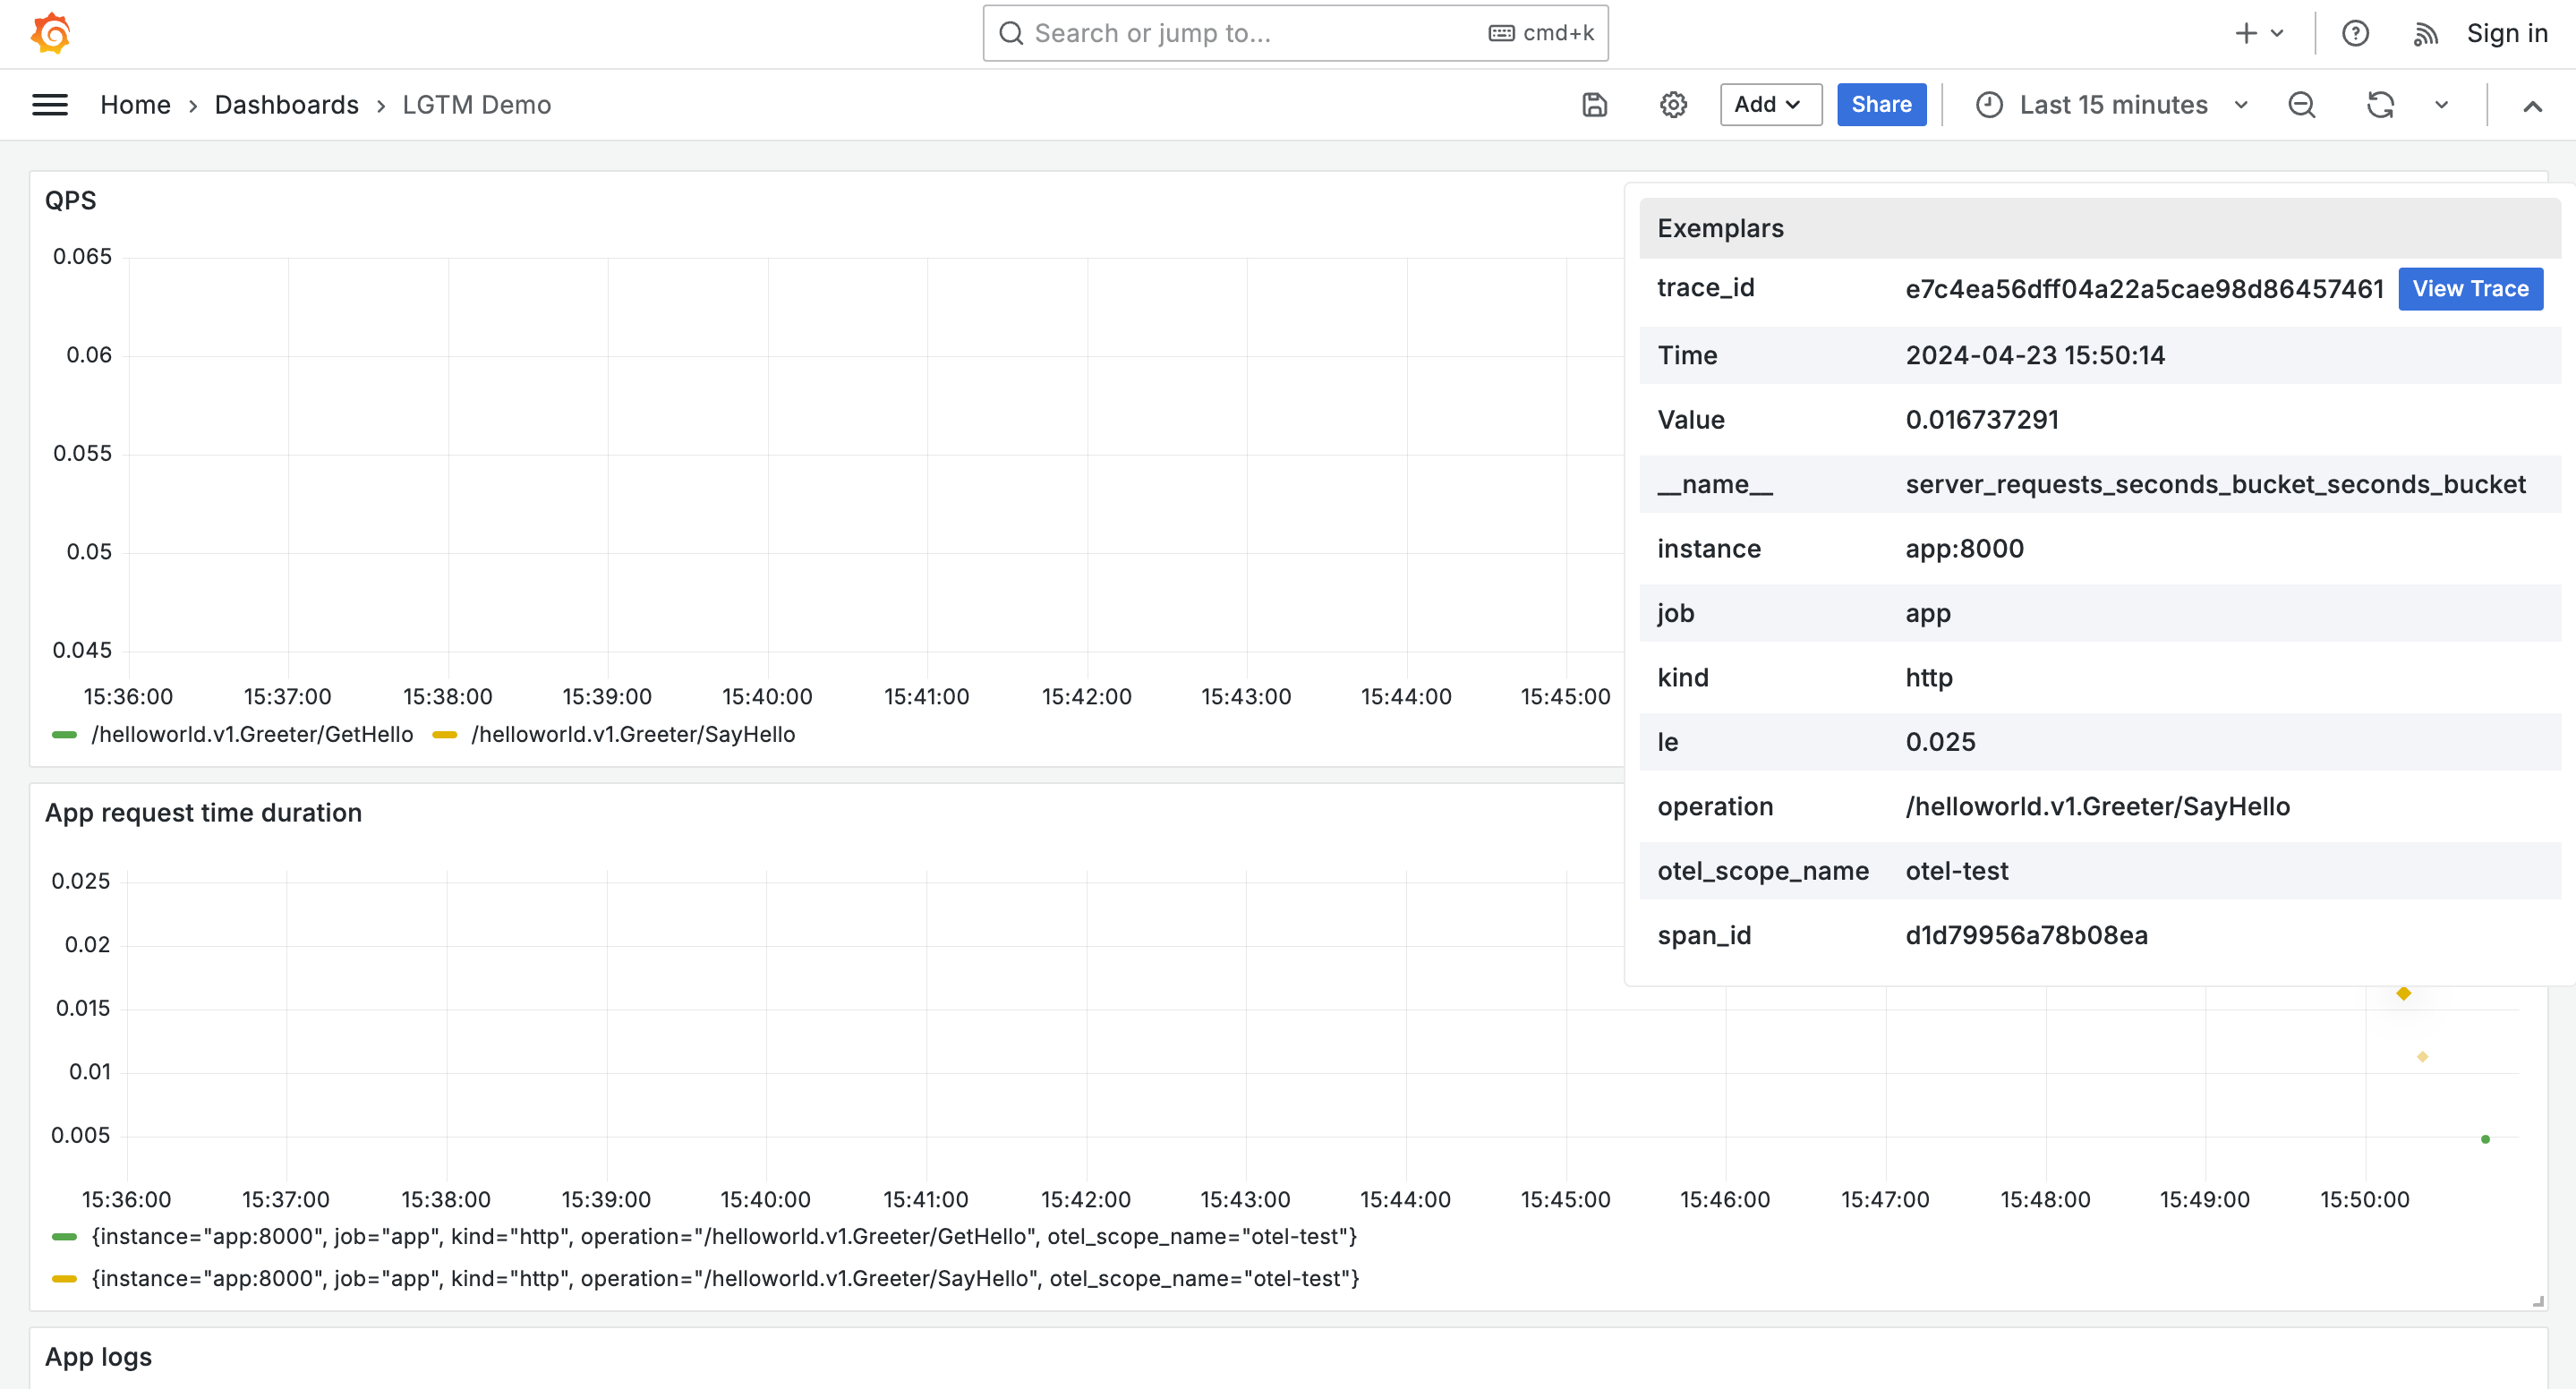 Search or jump to... cmd+k Sign in
Home › Dashboards › LGTM Demo Add Share Last 15 minutes
QPS
0.065
0.06
0.055
0.05
0.045
15:36:00 15:37:00 15:38:00 15:39:00 15:40:00 15:41:00 15:42:00 15:43:00 15:44:00 15:45:00
/helloworld.v1.Greeter/GetHello /helloworld.v1.Greeter/SayHello
Exemplars
trace_id e7c4ea56dff04a22a5cae98d86457461 View Trace
Time 2024-04-23 15:50:14
Value 0.016737291
__name__ server_requests_seconds_bucket_seconds_bucket
instance app:8000
job app
kind http
le 0.025
operation /helloworld.v1.Greeter/SayHello
otel_scope_name otel-test
span_id d1d79956a78b08ea
App request time duration
0.025
0.02
0.015
0.01
0.005
15:36:00 15:37:00 15:38:00 15:39:00 15:40:00 15:41:00 15:42:00 15:43:00 15:44:00 15:45:00 15:46:00 15:47:00 15:48:00 15:49:00 15:50:00
{instance="app:8000", job="app", kind="http", operation="/helloworld.v1.Greeter/GetHello", otel_scope_name="otel-test"}
{instance="app:8000", job="app", kind="http", operation="/helloworld.v1.Greeter/SayHello", otel_scope_name="otel-test"}
App logs